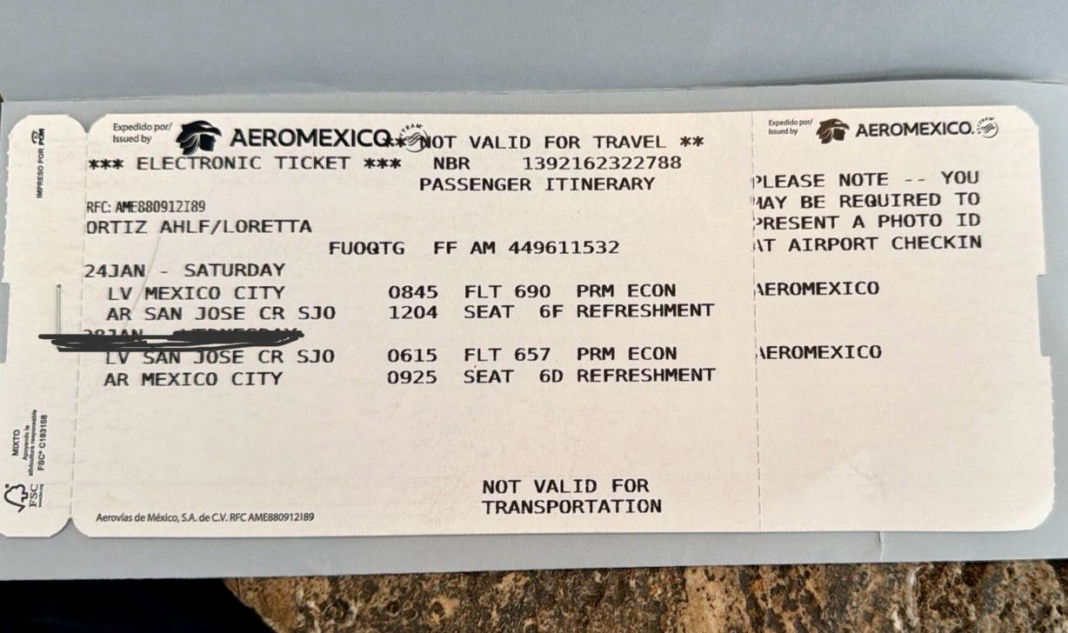 Expedido por/
Issued by
AEROMEXICO
** NOT VALID FOR TRAVEL **
*** ELECTRONIC TICKET *** NBR 1392162322788
PASSENGER ITINERARY
RFC: AME880912I89
ORTIZ AHLF/LORETTA
FUOQTG FF AM 449611532
24JAN - SATURDAY
LV MEXICO CITY 0845 FLT 690 PRM ECON
AR SAN JOSE CR SJO 1204 SEAT 6F REFRESHMENT
LV SAN JOSE CR SJO 0615 FLT 657 PRM ECON
AR MEXICO CITY 0925 SEAT 6D REFRESHMENT
NOT VALID FOR
TRANSPORTATION
Aerovías de México, S.A. de C.V. RFC AME880912I89
Expedido por/
Issued by
AEROMEXICO.
PLEASE NOTE -- YOU
MAY BE REQUIRED TO
PRESENT A PHOTO ID
AT AIRPORT CHECKIN
AEROMEXICO
AEROMEXICO
IMPRESO POR
MIXTO
Apoyando la
silvicultura responsable
FSC® C183158
FSC